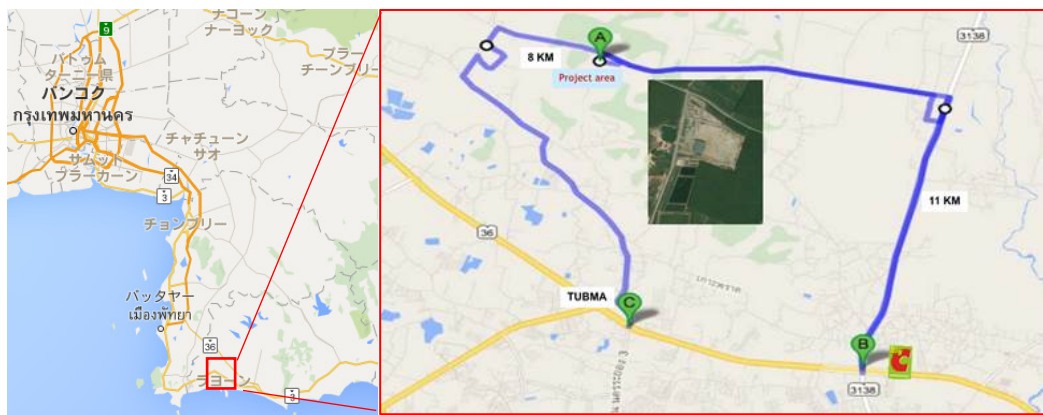 9
ナコーン
ナーヨック
パトゥム
ターニー県
プラー
チーンブリー
バンコク
กรุงเทพมหานคร
チャチューン
サオ
サムット
プラーカーン
34
3
チョンブリー
パッタヤー
เมืองพัทยา
36
ラヨーン
3
A
8 KM
Project area
3138
11 KM
36
TUBMA
C
B
3138